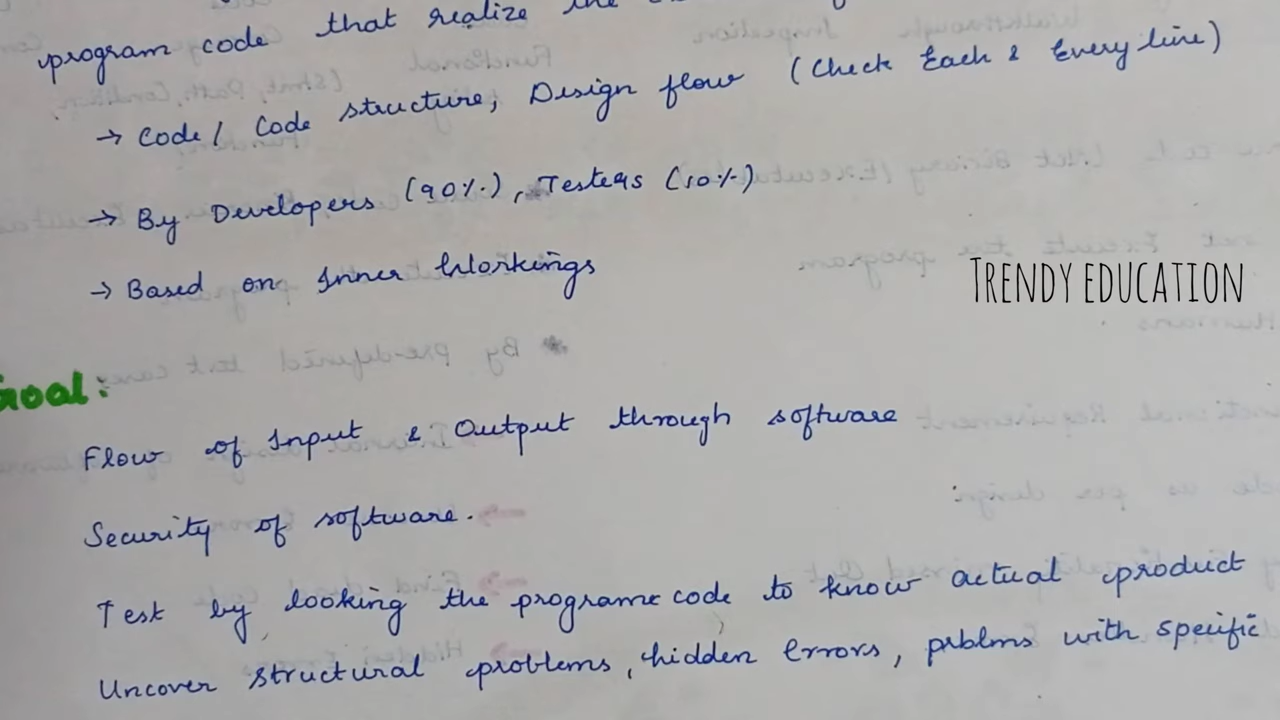 program code that realize the
→ Code / Code structure, Design flow (Check Each & Every line)
→ By Developers (90%), Testers (10%)
→ Based on Inner Workings
TRENDY EDUCATION
Goal:
Flow of Input & Output through software
Security of software.
Test by looking the programe code to know actual product
Uncover structural problems, hidden Errors, prblms with specific